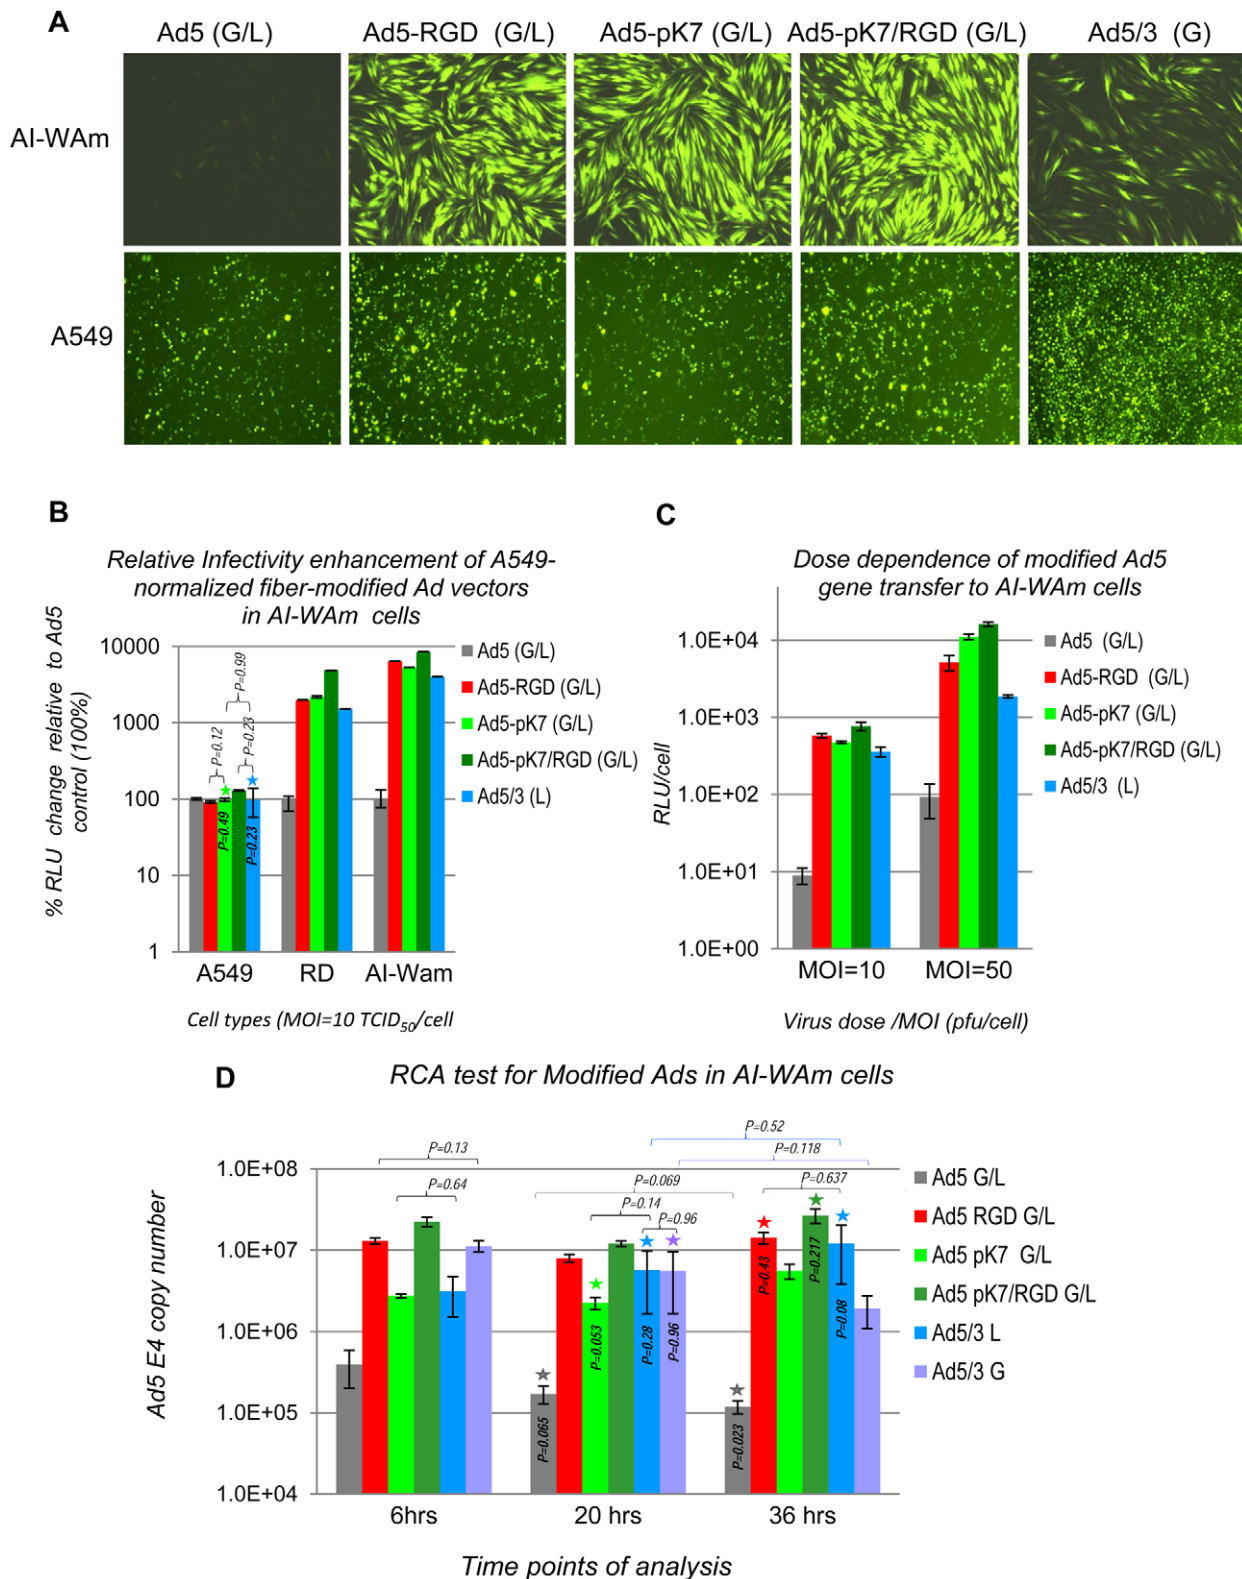 A
Ad5 (G/L)
Ad5-RGD (G/L)
Ad5-pK7 (G/L)
Ad5-pK7/RGD (G/L)
Ad5/3 (G)
AI-WAm
A549
B
Relative Infectivity enhancement of A549-
normalized fiber-modified Ad vectors
in AI-WAm cells
% RLU change relative to Ad5
control (100%)
10000
1000
100
10
1
P=0.12
P=0.99
P=0.23
P=0.49
P=0.23
A549
RD
AI-Wam
Cell types (MOI=10 TCID50/cell
Ad5 (G/L)
Ad5-RGD (G/L)
Ad5-pK7 (G/L)
Ad5-pK7/RGD (G/L)
Ad5/3 (L)
C
Dose dependence of modified Ad5
gene transfer to AI-WAm cells
RLU/cell
1.0E+04
1.0E+03
1.0E+02
1.0E+01
1.0E+00
MOI=10
MOI=50
Virus dose /MOI (pfu/cell)
Ad5 (G/L)
Ad5-RGD (G/L)
Ad5-pK7 (G/L)
Ad5-pK7/RGD (G/L)
Ad5/3 (L)
D
RCA test for Modified Ads in AI-WAm cells
Ad5 E4 copy number
1.0E+08
1.0E+07
1.0E+06
1.0E+05
1.0E+04
P=0.13
P=0.64
P=0.52
P=0.118
P=0.069
P=0.14
P=0.96
P=0.637
P=0.065
P=0.053
P=0.28
P=0.96
P=0.023
P=0.43
P=0.217
P=0.08
6hrs
20 hrs
36 hrs
Time points of analysis
Ad5 G/L
Ad5 RGD G/L
Ad5 pK7 G/L
Ad5 pK7/RGD G/L
Ad5/3 L
Ad5/3 G